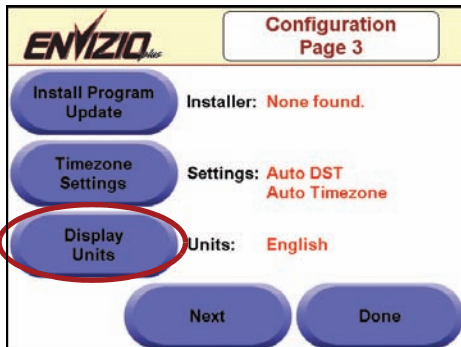 ENVIZIO plus
Configuration
Page 3
Install Program
Update
Installer: None found.
Timezone
Settings
Settings: Auto DST
Auto Timezone
Display
Units
Units: English
Next
Done